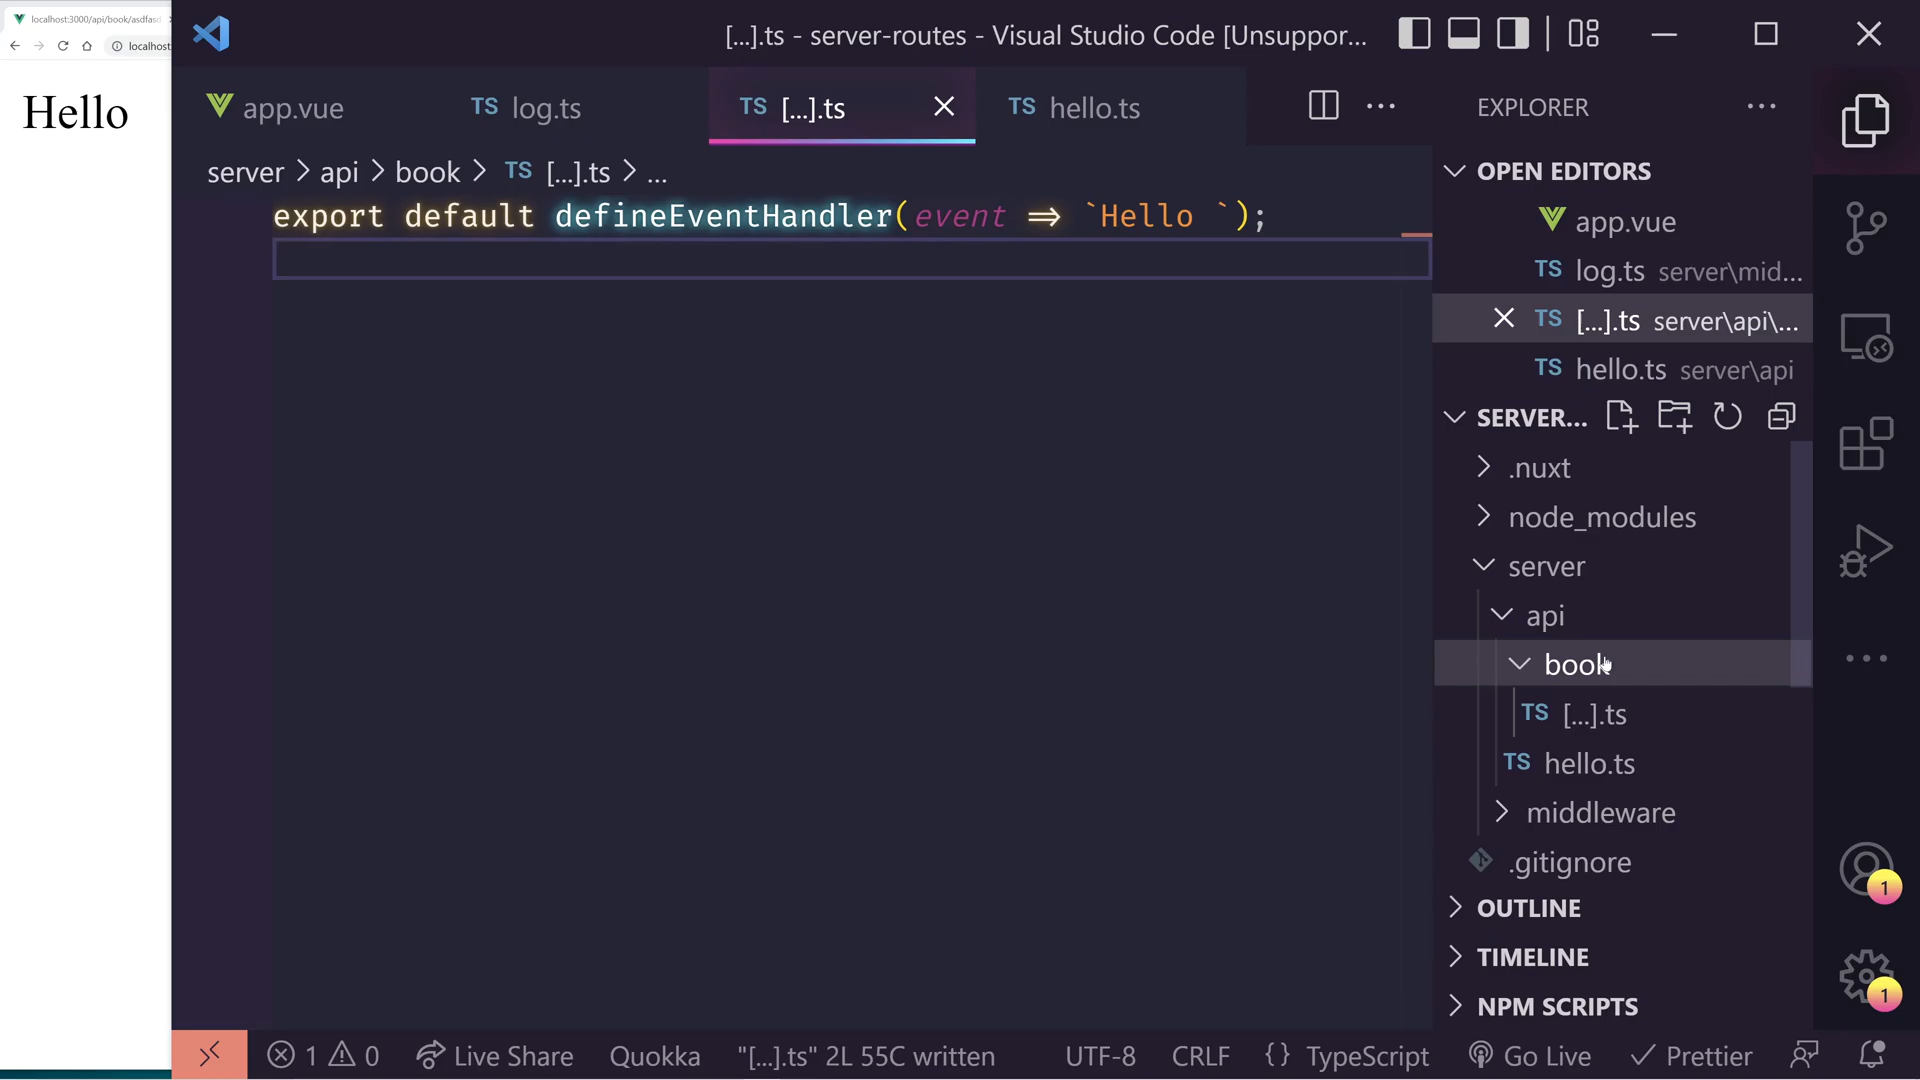 localhost:3000/api/book/asdfasd
localhost
Hello
[...].ts - server-routes - Visual Studio Code [Unsuppor...
app.vue
TS log.ts
TS [...].ts
TS hello.ts
server > api > book > TS [...].ts > ...
export default defineEventHandler(event => `Hello `);
EXPLORER
OPEN EDITORS
app.vue
TS log.ts server\mid...
TS [...].ts server\api\...
TS hello.ts server\api
SERVER...
.nuxt
node_modules
server
api
book
TS [...].ts
TS hello.ts
middleware
.gitignore
OUTLINE
TIMELINE
NPM SCRIPTS
1
1
1 0 Live Share Quokka "[...].ts" 2L 55C written UTF-8 CRLF {} TypeScript Go Live Prettier